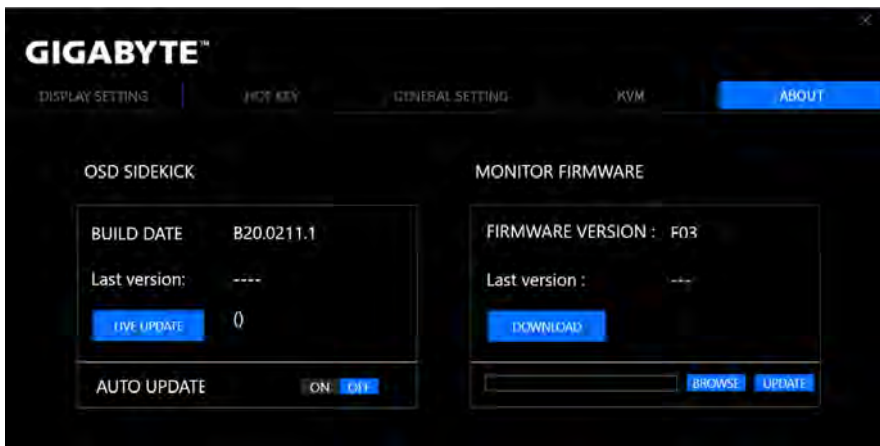 GIGABYTE™
DISPLAY SETTING HOT KEY GENERAL SETTING KVM ABOUT
OSD SIDEKICK
BUILD DATE B20.0211.1
Last version: ----
LIVE UPDATE ()
AUTO UPDATE ON OFF
MONITOR FIRMWARE
FIRMWARE VERSION : F03
Last version : ---
DOWNLOAD
BROWSE UPDATE